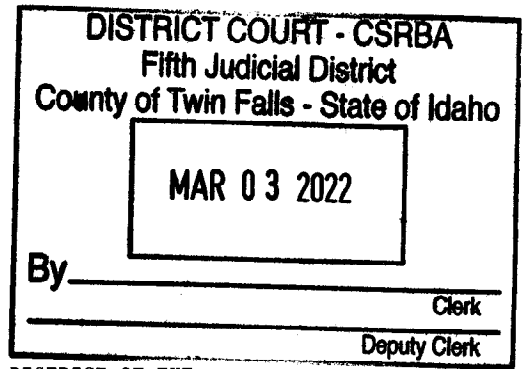 DISTRICT COURT - CSRBA
Fifth Judicial District
County of Twin Falls - State of Idaho
MAR 03 2022
By
Clerk
Deputy Clerk